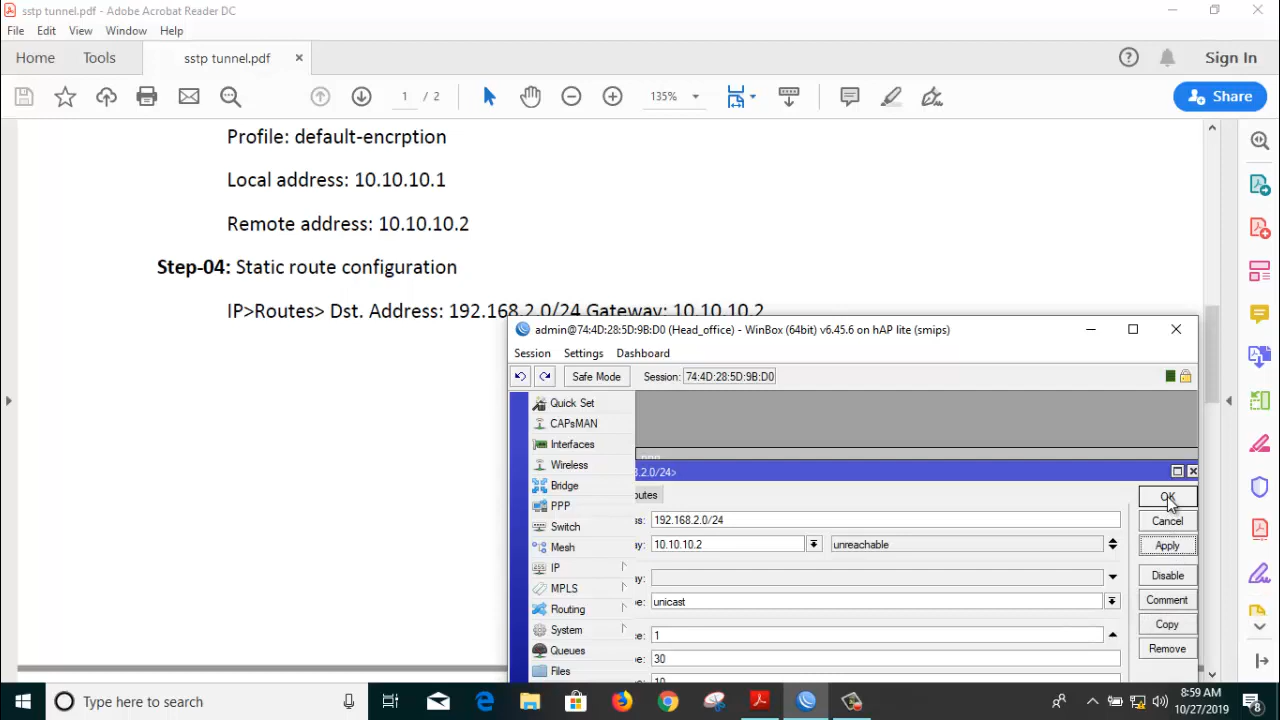 sstp tunnel.pdf - Adobe Acrobat Reader DC
File Edit View Window Help
Home Tools sstp tunnel.pdf × Sign In
1 / 2 135% Share
Profile: default-encrption
Local address: 10.10.10.1
Remote address: 10.10.10.2
Step-04: Static route configuration
IP>Routes> Dst. Address: 192.168.2.0/24 Gateway: 10.10.10.2
admin@74:4D:28:5D:9B:D0 (Head_office) - WinBox (64bit) v6.45.6 on hAP lite (smips)
Session Settings Dashboard
Safe Mode Session: 74:4D:28:5D:9B:D0
Quick Set
CAPsMAN
Interfaces
Wireless
Bridge
PPP
Switch
Mesh
IP
MPLS
Routing
System
Queues
Files
.2.0/24>
OK
192.168.2.0/24 Cancel
10.10.10.2 unreachable Apply
Disable
unicast Comment
Copy
1
Remove
30
10
Type here to search
8:59 AM
10/27/2019
8